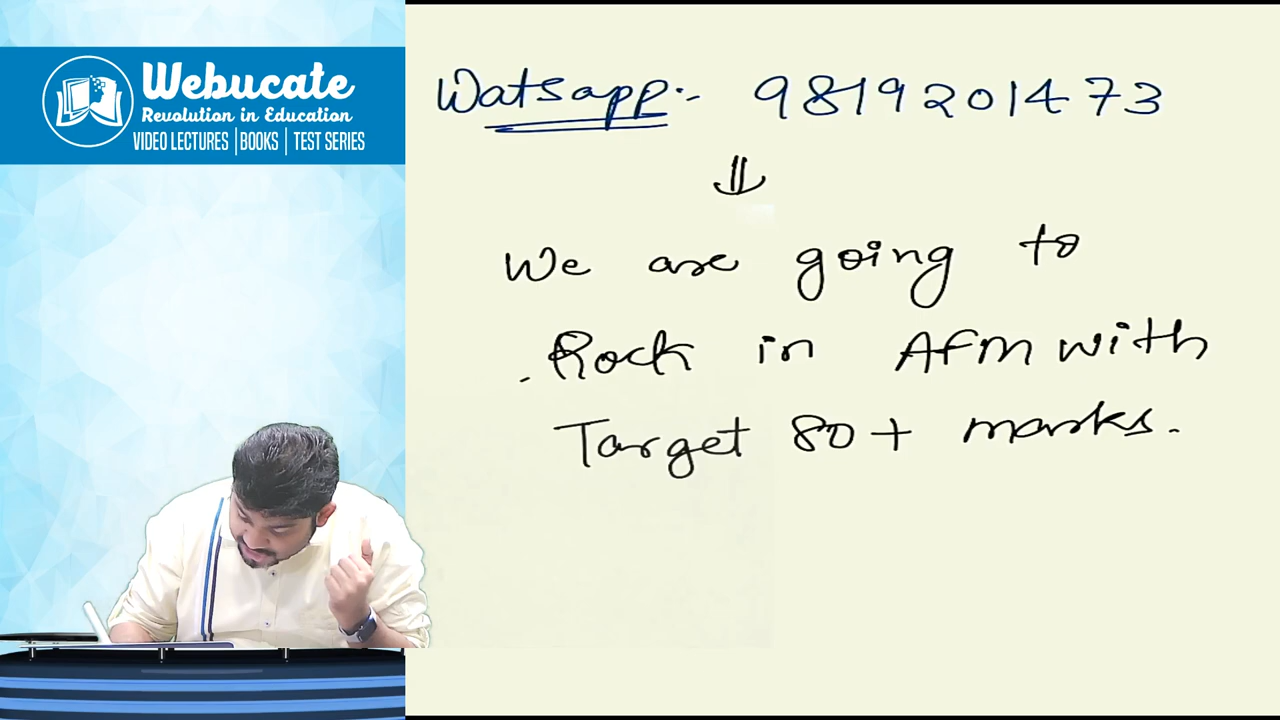 Webucate
Revolution in Education
VIDEO LECTURES | BOOKS | TEST SERIES
Watsapp:- 9819201473
We are going to
Rock in AFM with
Target 80+ marks.